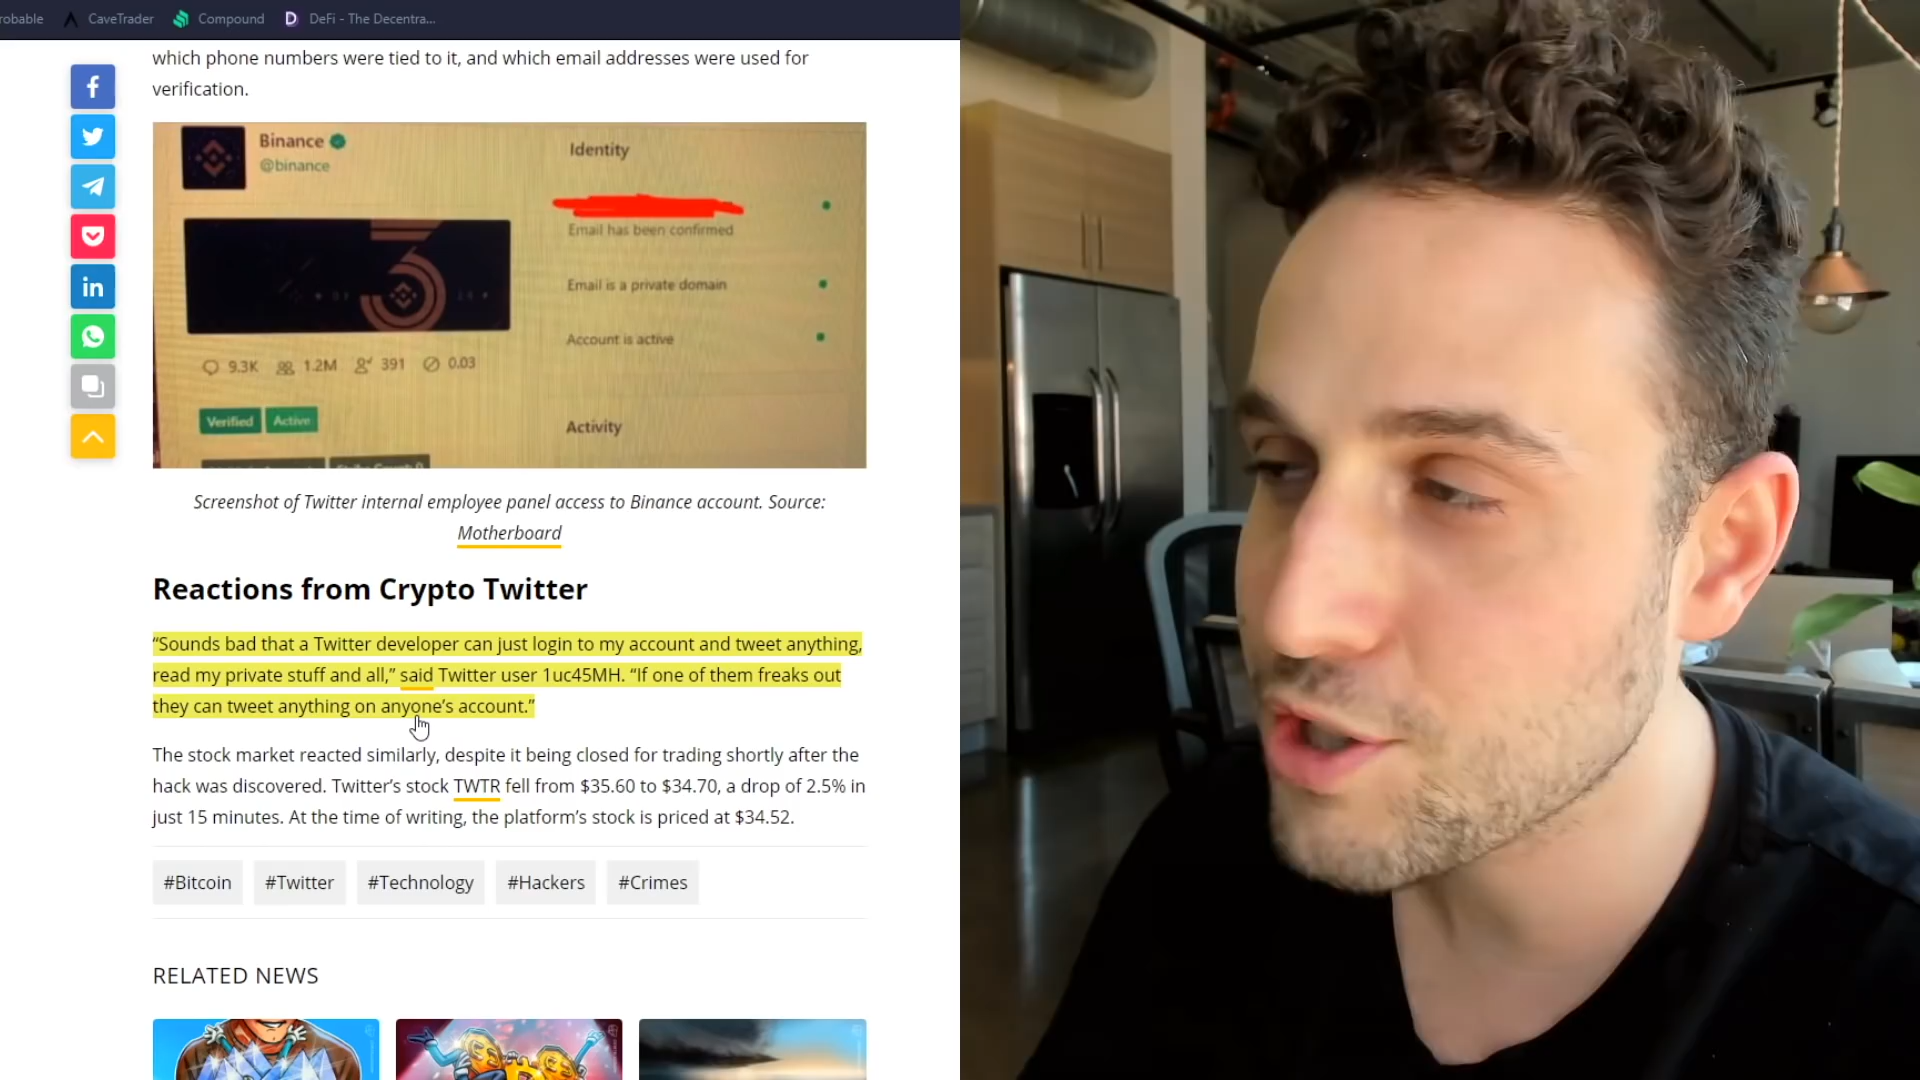 robable CaveTrader Compound DeFi - The Decentra...
which phone numbers were tied to it, and which email addresses were used for
verification.
Binance
@binance
Identity
Email has been confirmed
Email is a private domain
Account is active
9.3K 1.2M 391 0.03
Verified Active
Activity
Screenshot of Twitter internal employee panel access to Binance account. Source:
Motherboard
Reactions from Crypto Twitter
“Sounds bad that a Twitter developer can just login to my account and tweet anything,
read my private stuff and all,” said Twitter user 1uc45MH. “If one of them freaks out
they can tweet anything on anyone’s account.”
The stock market reacted similarly, despite it being closed for trading shortly after the
hack was discovered. Twitter’s stock TWTR fell from $35.60 to $34.70, a drop of 2.5% in
just 15 minutes. At the time of writing, the platform’s stock is priced at $34.52.
#Bitcoin #Twitter #Technology #Hackers #Crimes
RELATED NEWS